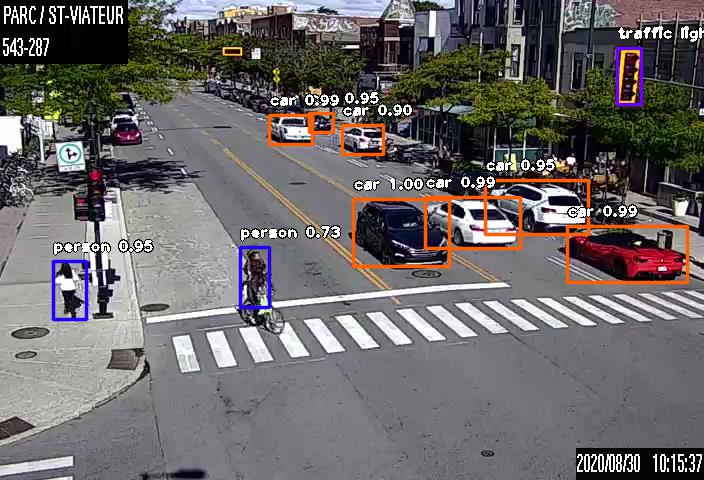 PARC / ST-VIATEUR
543-287
traffic ligh
car 0.99
0.95
car 0.90
car 0.95
car 1.00
car 0.99
car 0.99
person 0.95
person 0.73
2020/08/30 10:15:37